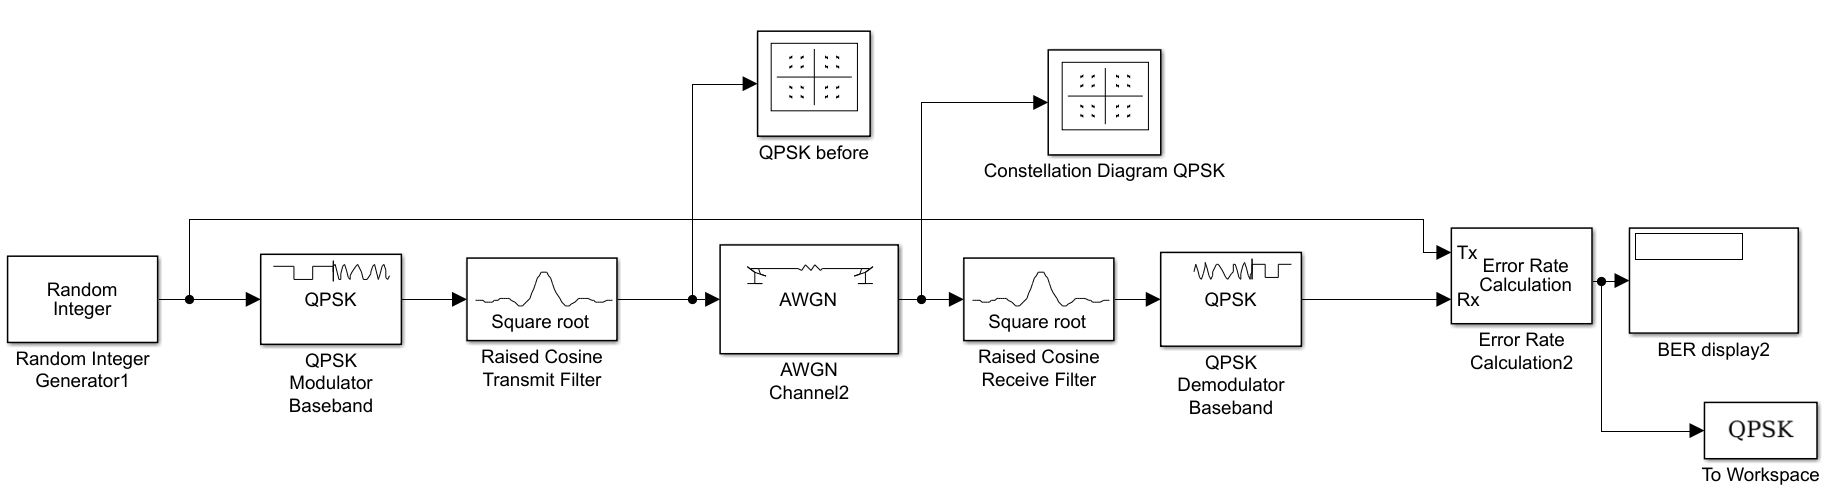 QPSK before
Constellation Diagram QPSK
Random
Integer
Random Integer
Generator1
QPSK
QPSK
Modulator
Baseband
Square root
Raised Cosine
Transmit Filter
AWGN
AWGN
Channel2
Square root
Raised Cosine
Receive Filter
QPSK
QPSK
Demodulator
Baseband
Tx
Rx
Error Rate
Calculation
Error Rate
Calculation2
BER display2
QPSK
To Workspace